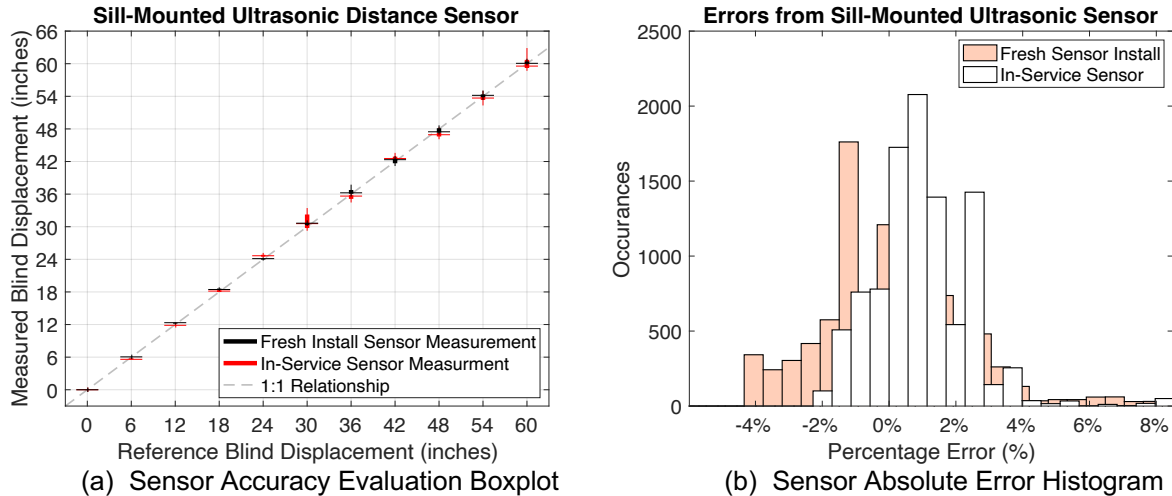 Sill-Mounted Ultrasonic Distance Sensor
Measured Blind Displacement (inches)
66
60
54
48
42
36
30
24
18
12
6
0
Fresh Install Sensor Measurement
In-Service Sensor Measurment
1:1 Relationship
0 6 12 18 24 30 36 42 48 54 60
Reference Blind Displacement (inches)
(a) Sensor Accuracy Evaluation Boxplot
Errors from Sill-Mounted Ultrasonic Sensor
Occurances
2500
2000
1500
1000
500
0
Fresh Sensor Install
In-Service Sensor
-4% -2% 0% 2% 4% 6% 8%
Percentage Error (%)
(b) Sensor Absolute Error Histogram